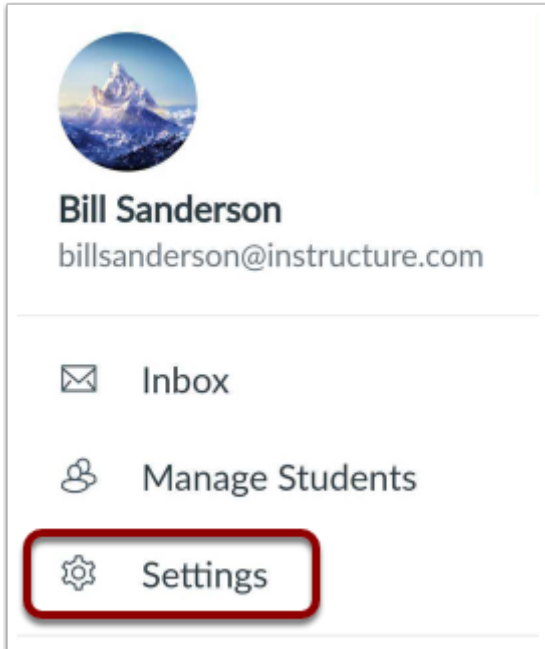 Bill Sanderson
billsanderson@instructure.com
Inbox
Manage Students
Settings